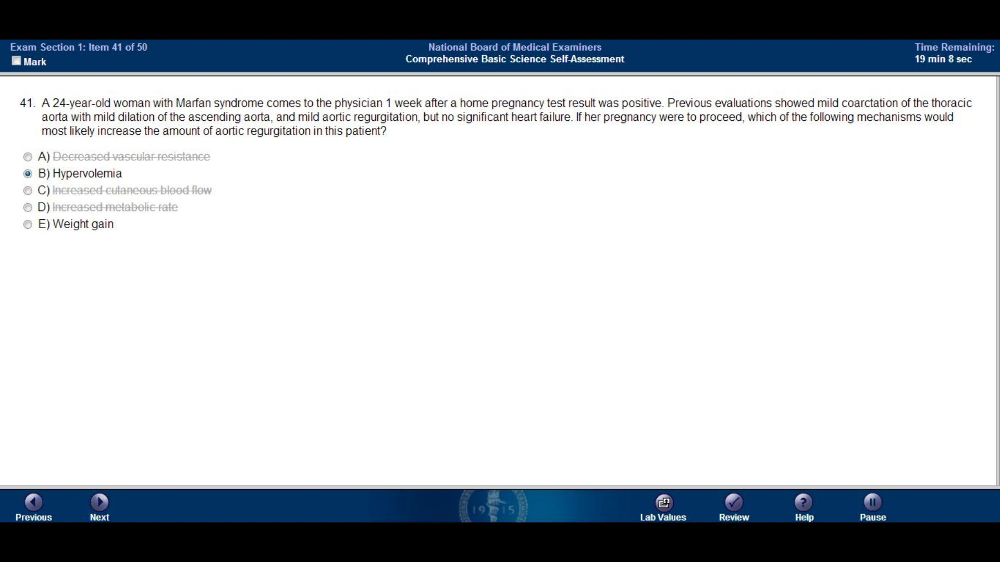 Exam Section 1: Item 41 of 50
Mark
National Board of Medical Examiners
Comprehensive Basic Science Self-Assessment
Time Remaining:
19 min 8 sec
41. A 24-year-old woman with Marfan syndrome comes to the physician 1 week after a home pregnancy test result was positive. Previous evaluations showed mild coarctation of the thoracic
aorta with mild dilation of the ascending aorta, and mild aortic regurgitation, but no significant heart failure. If her pregnancy were to proceed, which of the following mechanisms would
most likely increase the amount of aortic regurgitation in this patient?
A) Decreased vascular resistance
B) Hypervolemia
C) Increased cutaneous blood flow
D) Increased metabolic rate
E) Weight gain
1915
Previous
Next
Lab Values
Review
Help
Pause